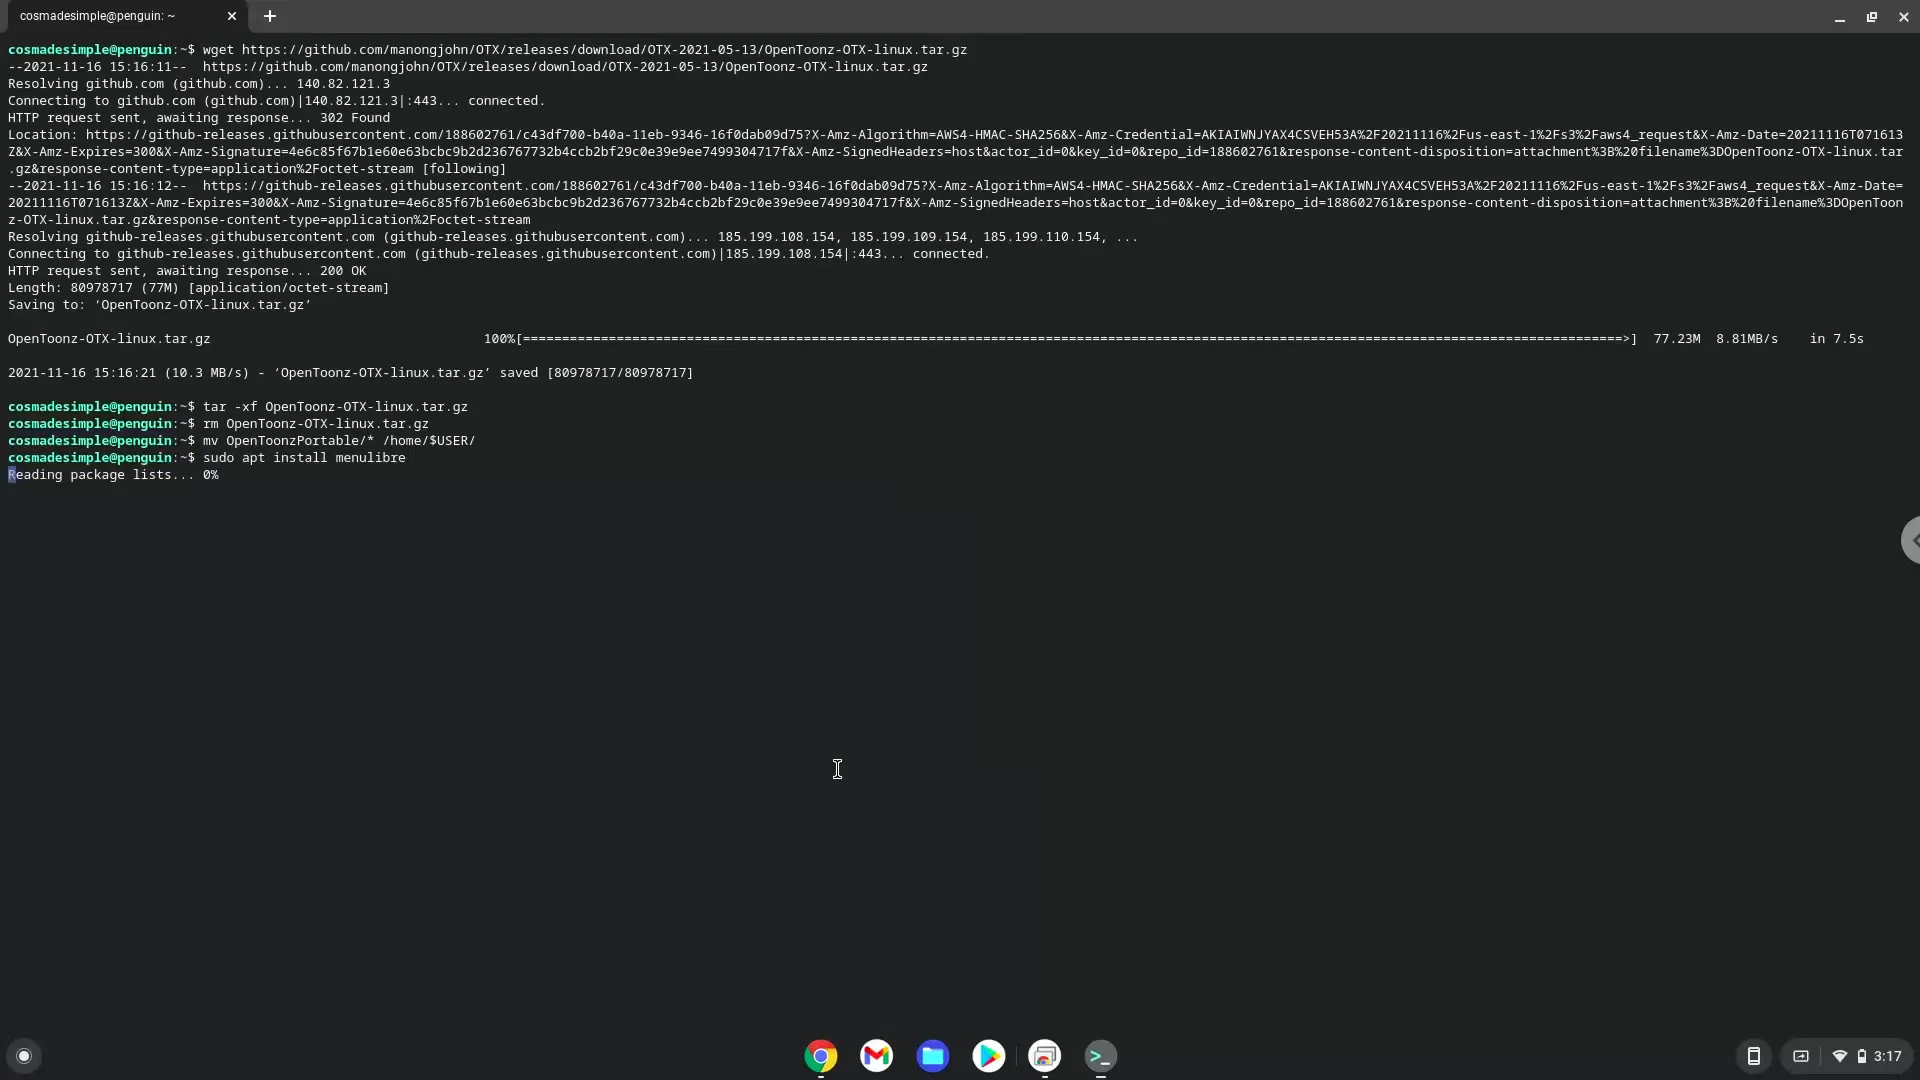 cosmadesimple@penguin: ~
cosmadesimple@penguin:~$ wget https://github.com/manongjohn/OTX/releases/download/OTX-2021-05-13/OpenToonz-OTX-linux.tar.gz
--2021-11-16 15:16:11--  https://github.com/manongjohn/OTX/releases/download/OTX-2021-05-13/OpenToonz-OTX-linux.tar.gz
Resolving github.com (github.com)... 140.82.121.3
Connecting to github.com (github.com)|140.82.121.3|:443... connected.
HTTP request sent, awaiting response... 302 Found
Location: https://github-releases.githubusercontent.com/188602761/c43df700-b40a-11eb-9346-16f0dab09d75?X-Amz-Algorithm=AWS4-HMAC-SHA256&X-Amz-Credential=AKIAIWNJYAX4CSVEH53A%2F20211116%2Fus-east-1%2Fs3%2Faws4_request&X-Amz-Date=20211116T071613
Z&X-Amz-Expires=300&X-Amz-Signature=4e6c85f67b1e60e63bcbc9b2d236767732b4ccb2bf29c0e39e9ee7499304717f&X-Amz-SignedHeaders=host&actor_id=0&key_id=0&repo_id=188602761&response-content-disposition=attachment%3B%20filename%3DOpenToonz-OTX-linux.tar
.gz&response-content-type=application%2Foctet-stream [following]
--2021-11-16 15:16:12--  https://github-releases.githubusercontent.com/188602761/c43df700-b40a-11eb-9346-16f0dab09d75?X-Amz-Algorithm=AWS4-HMAC-SHA256&X-Amz-Credential=AKIAIWNJYAX4CSVEH53A%2F20211116%2Fus-east-1%2Fs3%2Faws4_request&X-Amz-Date=
20211116T071613Z&X-Amz-Expires=300&X-Amz-Signature=4e6c85f67b1e60e63bcbc9b2d236767732b4ccb2bf29c0e39e9ee7499304717f&X-Amz-SignedHeaders=host&actor_id=0&key_id=0&repo_id=188602761&response-content-disposition=attachment%3B%20filename%3DOpenToon
z-OTX-linux.tar.gz&response-content-type=application%2Foctet-stream
Resolving github-releases.githubusercontent.com (github-releases.githubusercontent.com)... 185.199.108.154, 185.199.109.154, 185.199.110.154, ...
Connecting to github-releases.githubusercontent.com (github-releases.githubusercontent.com)|185.199.108.154|:443... connected.
HTTP request sent, awaiting response... 200 OK
Length: 80978717 (77M) [application/octet-stream]
Saving to: ‘OpenToonz-OTX-linux.tar.gz’
OpenToonz-OTX-linux.tar.gz 100%[=============================================================================================================================================>] 77.23M 8.81MB/s in 7.5s
2021-11-16 15:16:21 (10.3 MB/s) - ‘OpenToonz-OTX-linux.tar.gz’ saved [80978717/80978717]
cosmadesimple@penguin:~$ tar -xf OpenToonz-OTX-linux.tar.gz
cosmadesimple@penguin:~$ rm OpenToonz-OTX-linux.tar.gz
cosmadesimple@penguin:~$ mv OpenToonzPortable/* /home/$USER/
cosmadesimple@penguin:~$ sudo apt install menulibre
Reading package lists... 0%
3:17